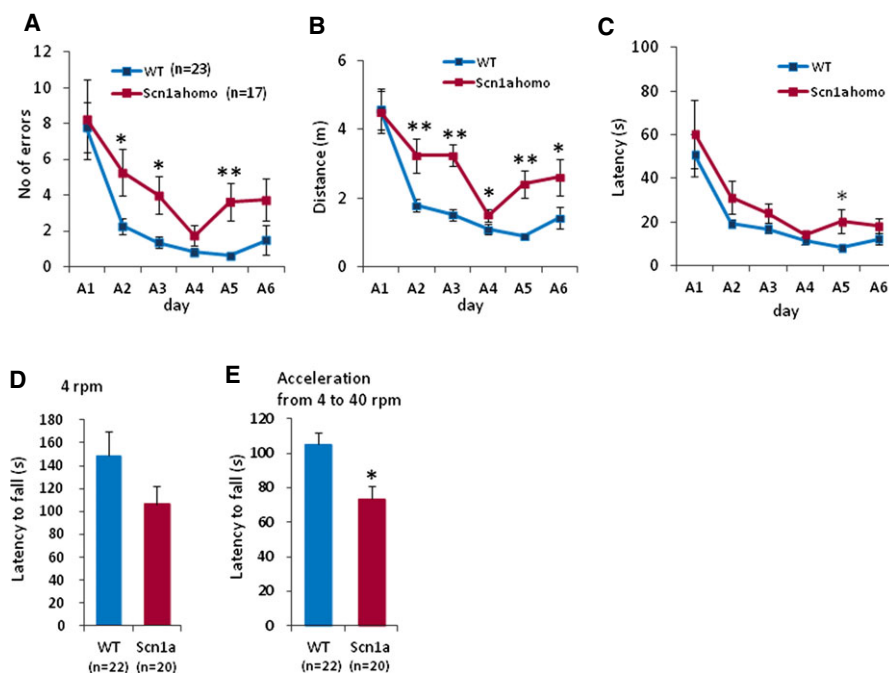 A
No of errors
12
10
8
6
4
2
0
WT (n=23)
Scn1ahomo (n=17)
*
*
**
A1 A2 A3 A4 A5 A6
day
B
Distance (m)
6
4
2
0
WT
Scn1ahomo
**
**
*
**
*
A1 A2 A3 A4 A5 A6
day
C
Latency (s)
100
80
60
40
20
0
WT
Scn1ahomo
*
A1 A2 A3 A4 A5 A6
day
D
4 rpm
Latency to fall (s)
180
160
140
120
100
80
60
40
20
0
WT Scn1a
(n=22) (n=20)
E
Acceleration
from 4 to 40 rpm
Latency to fall (s)
120
100
80
60
40
20
0
*
WT Scn1a
(n=22) (n=20)